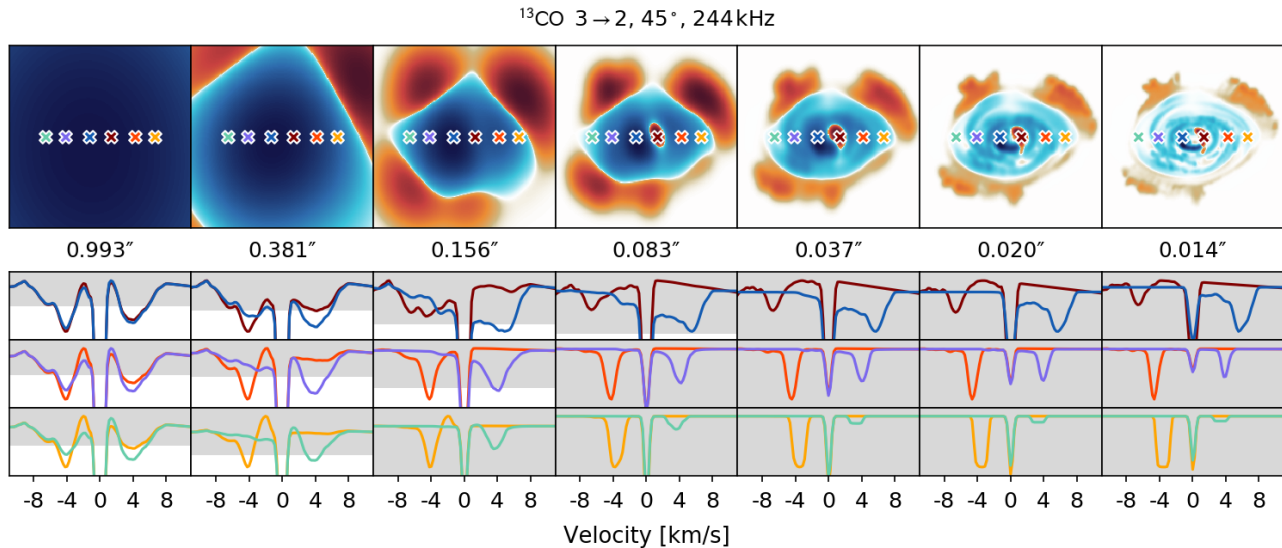 ¹³CO 3→2, 45°, 244kHz
0.993″ 0.381″ 0.156″ 0.083″ 0.037″ 0.020″ 0.014″
-8 -4 0 4 8 -8 -4 0 4 8 -8 -4 0 4 8 -8 -4 0 4 8 -8 -4 0 4 8 -8 -4 0 4 8 -8 -4 0 4 8
Velocity [km/s]